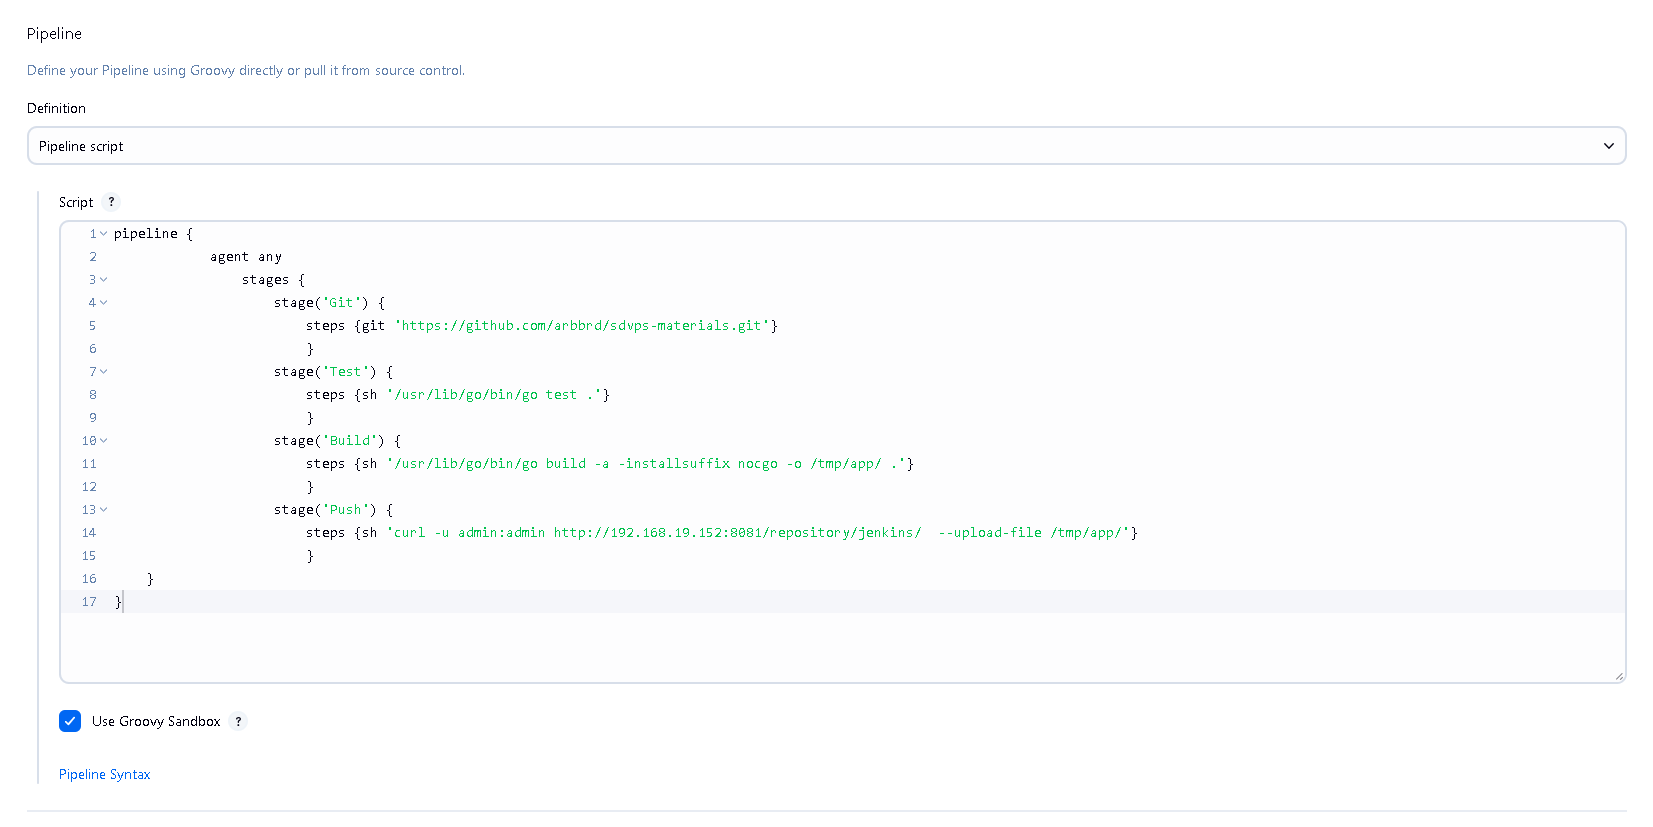 Pipeline
Define your Pipeline using Groovy directly or pull it from source control.
Definition
Pipeline script
Script ?
1 pipeline {
2 agent any
3 stages {
4 stage('Git') {
5 steps {git 'https://github.com/arbbrd/sdvps-materials.git'}
6 }
7 stage('Test') {
8 steps {sh '/usr/lib/go/bin/go test .'}
9 }
10 stage('Build') {
11 steps {sh '/usr/lib/go/bin/go build -a -installsuffix nocgo -o /tmp/app/ .'}
12 }
13 stage('Push') {
14 steps {sh 'curl -u admin:admin http://192.168.19.152:8081/repository/jenkins/  --upload-file /tmp/app/'}
15 }
16 }
17 }
Use Groovy Sandbox ?
Pipeline Syntax